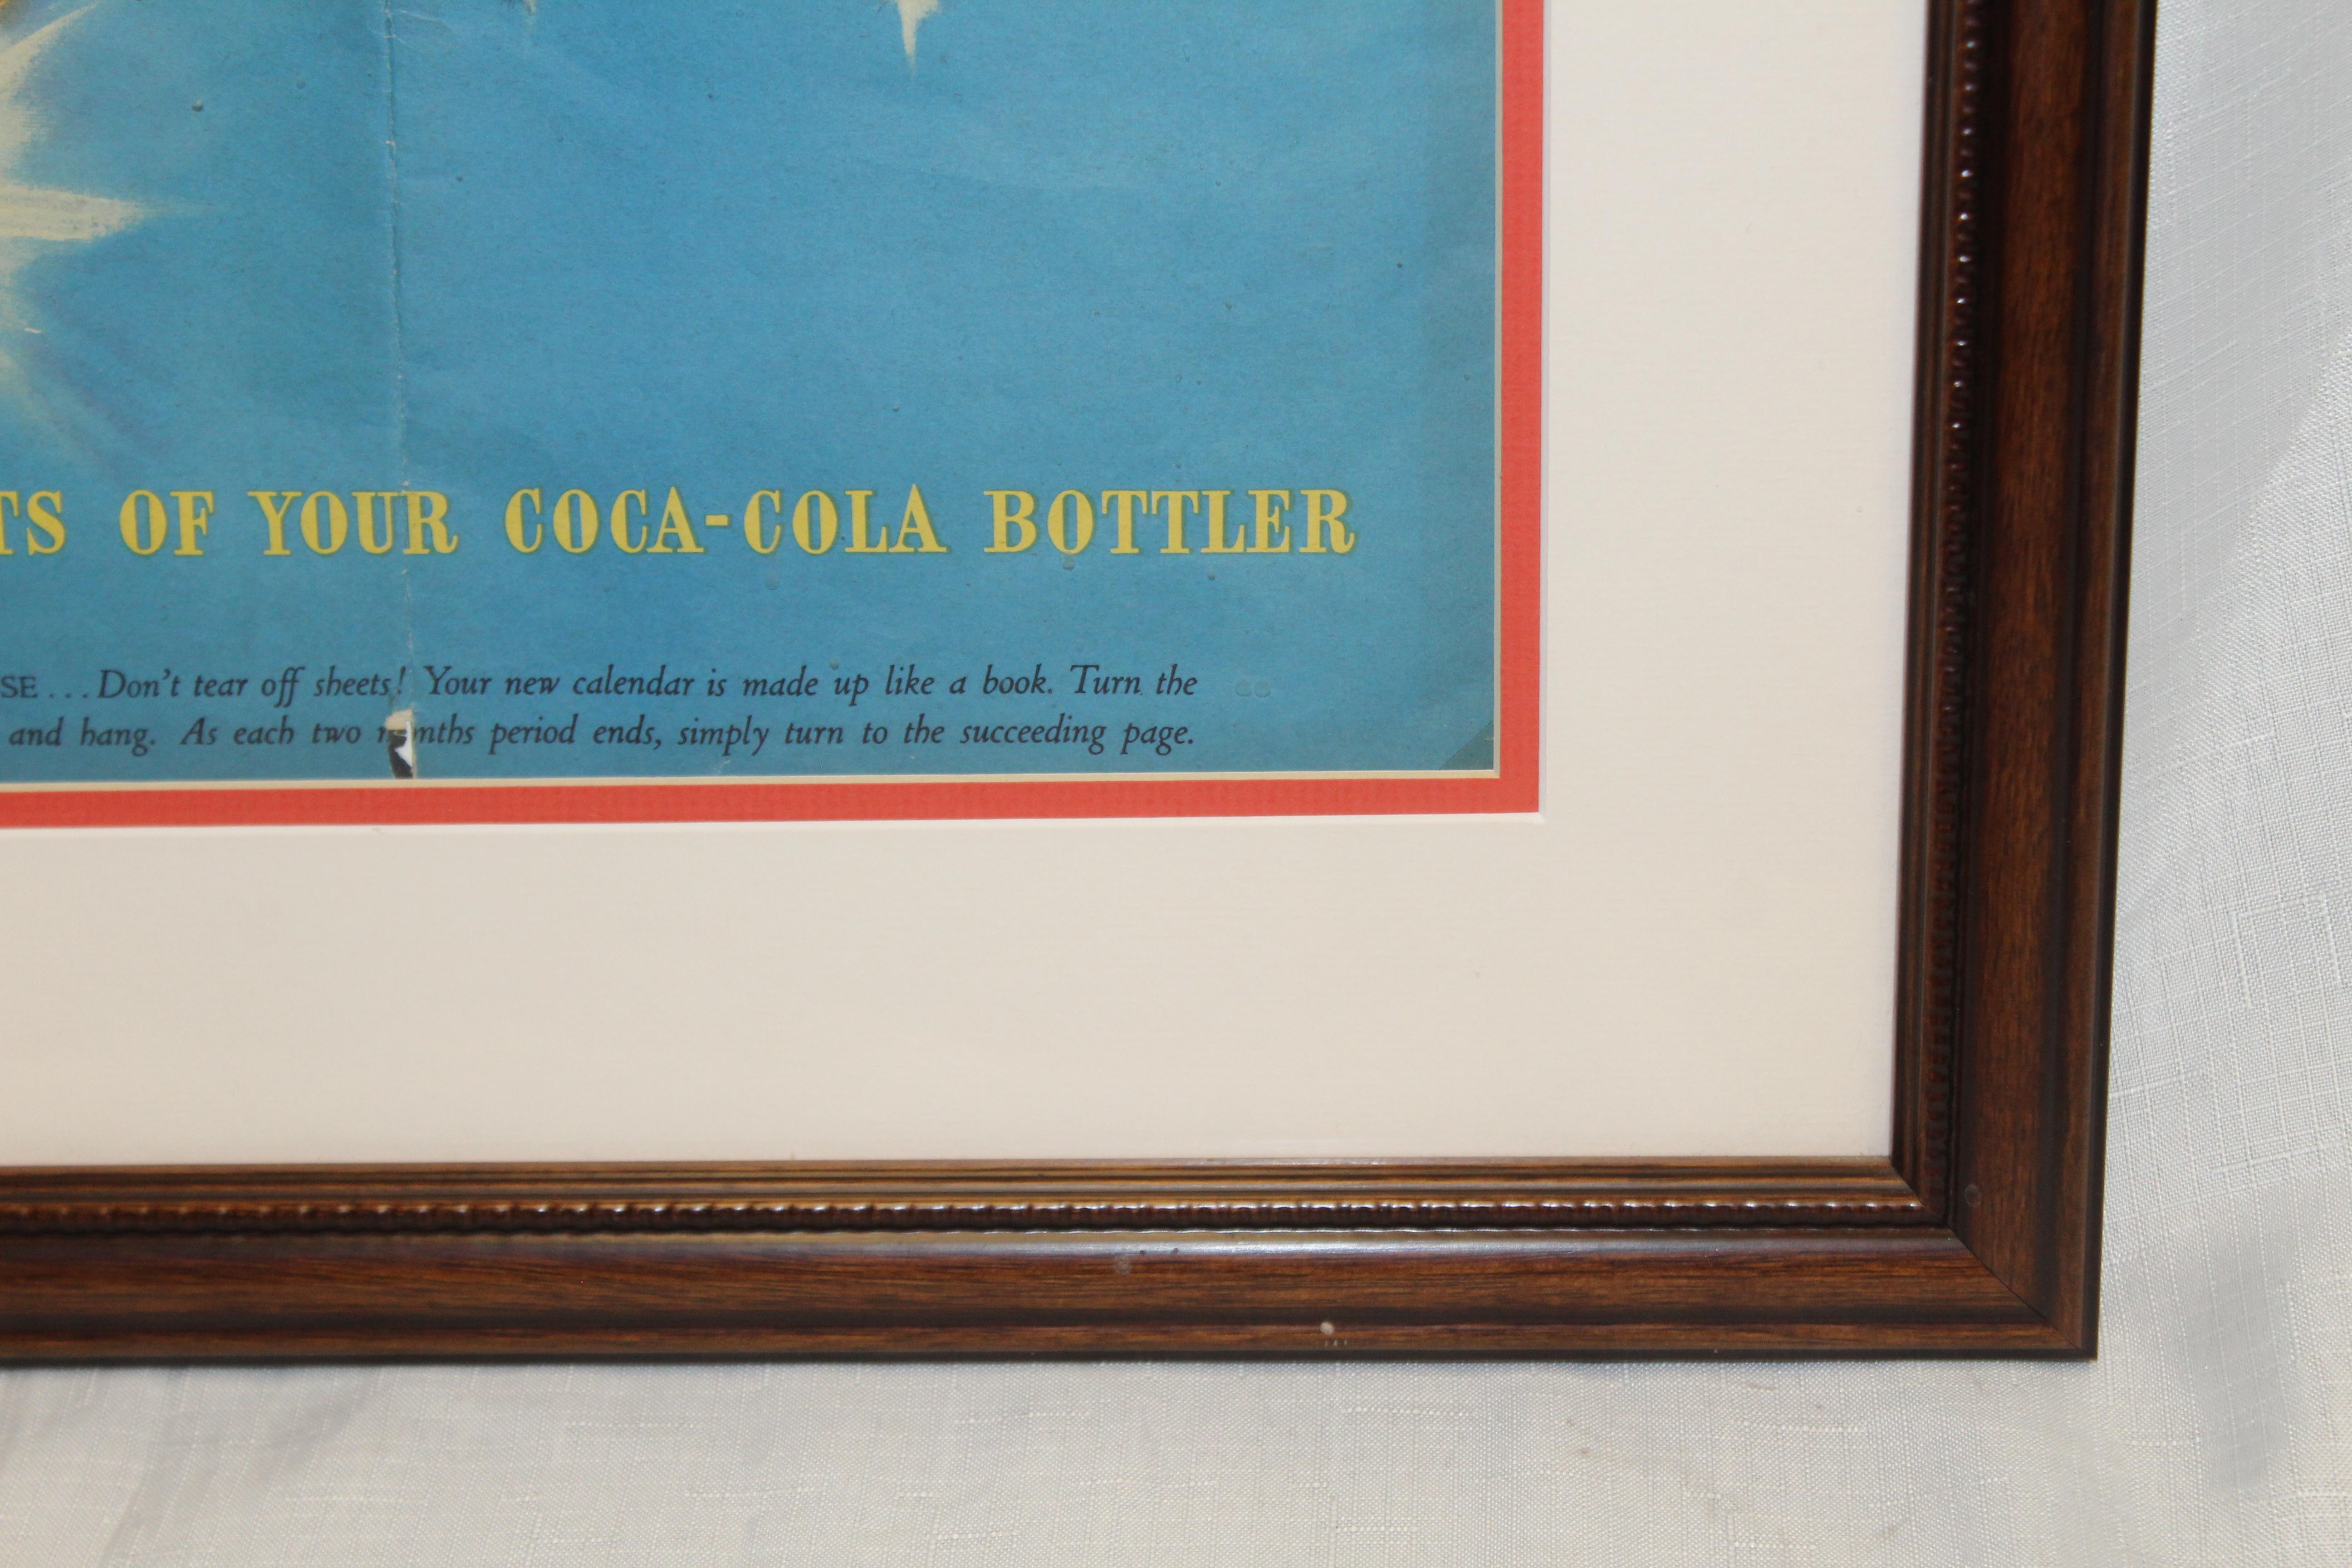 TS OF YOUR COCA-COLA BOTTLER
SE...Don't tear off sheets! Your new calendar is made up like a book. Turn the
and hang. As each two months period ends, simply turn to the succeeding page.